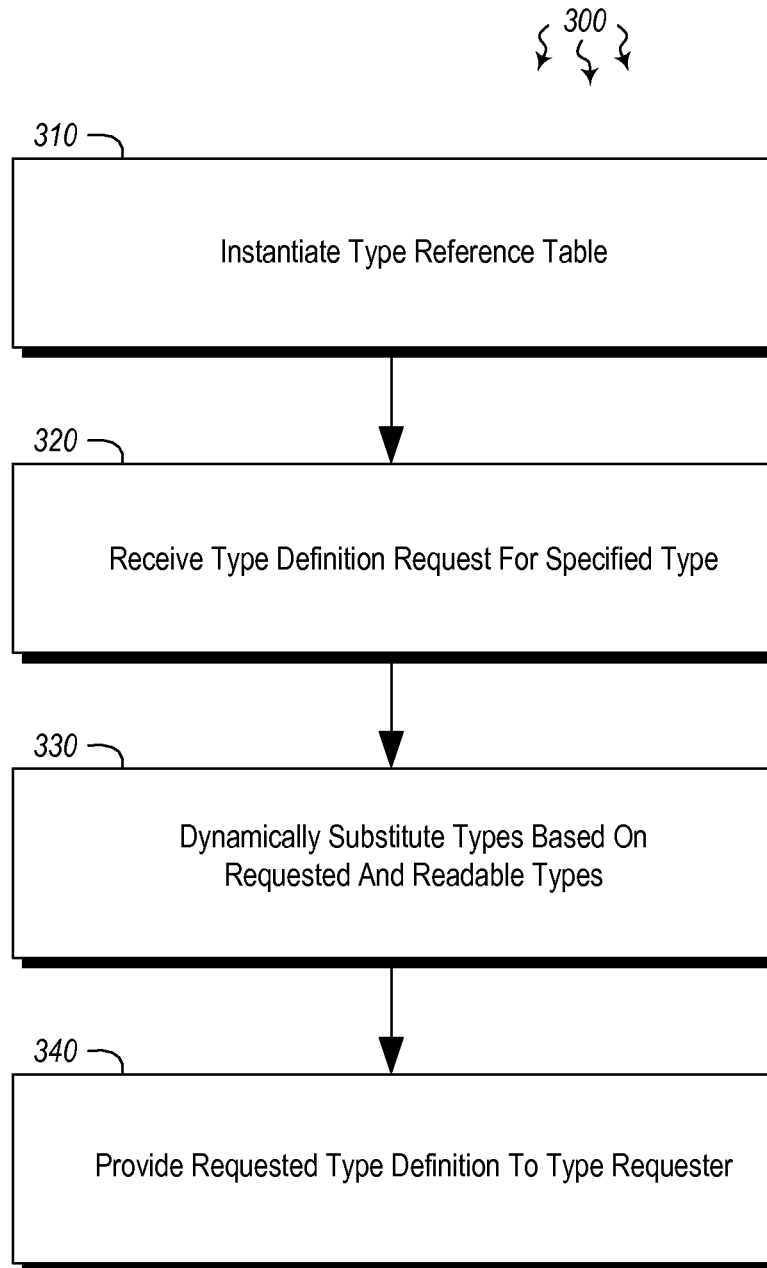 300
310
Instantiate Type Reference Table
320
Receive Type Definition Request For Specified Type
330
Dynamically Substitute Types Based On
Requested And Readable Types
340
Provide Requested Type Definition To Type Requester